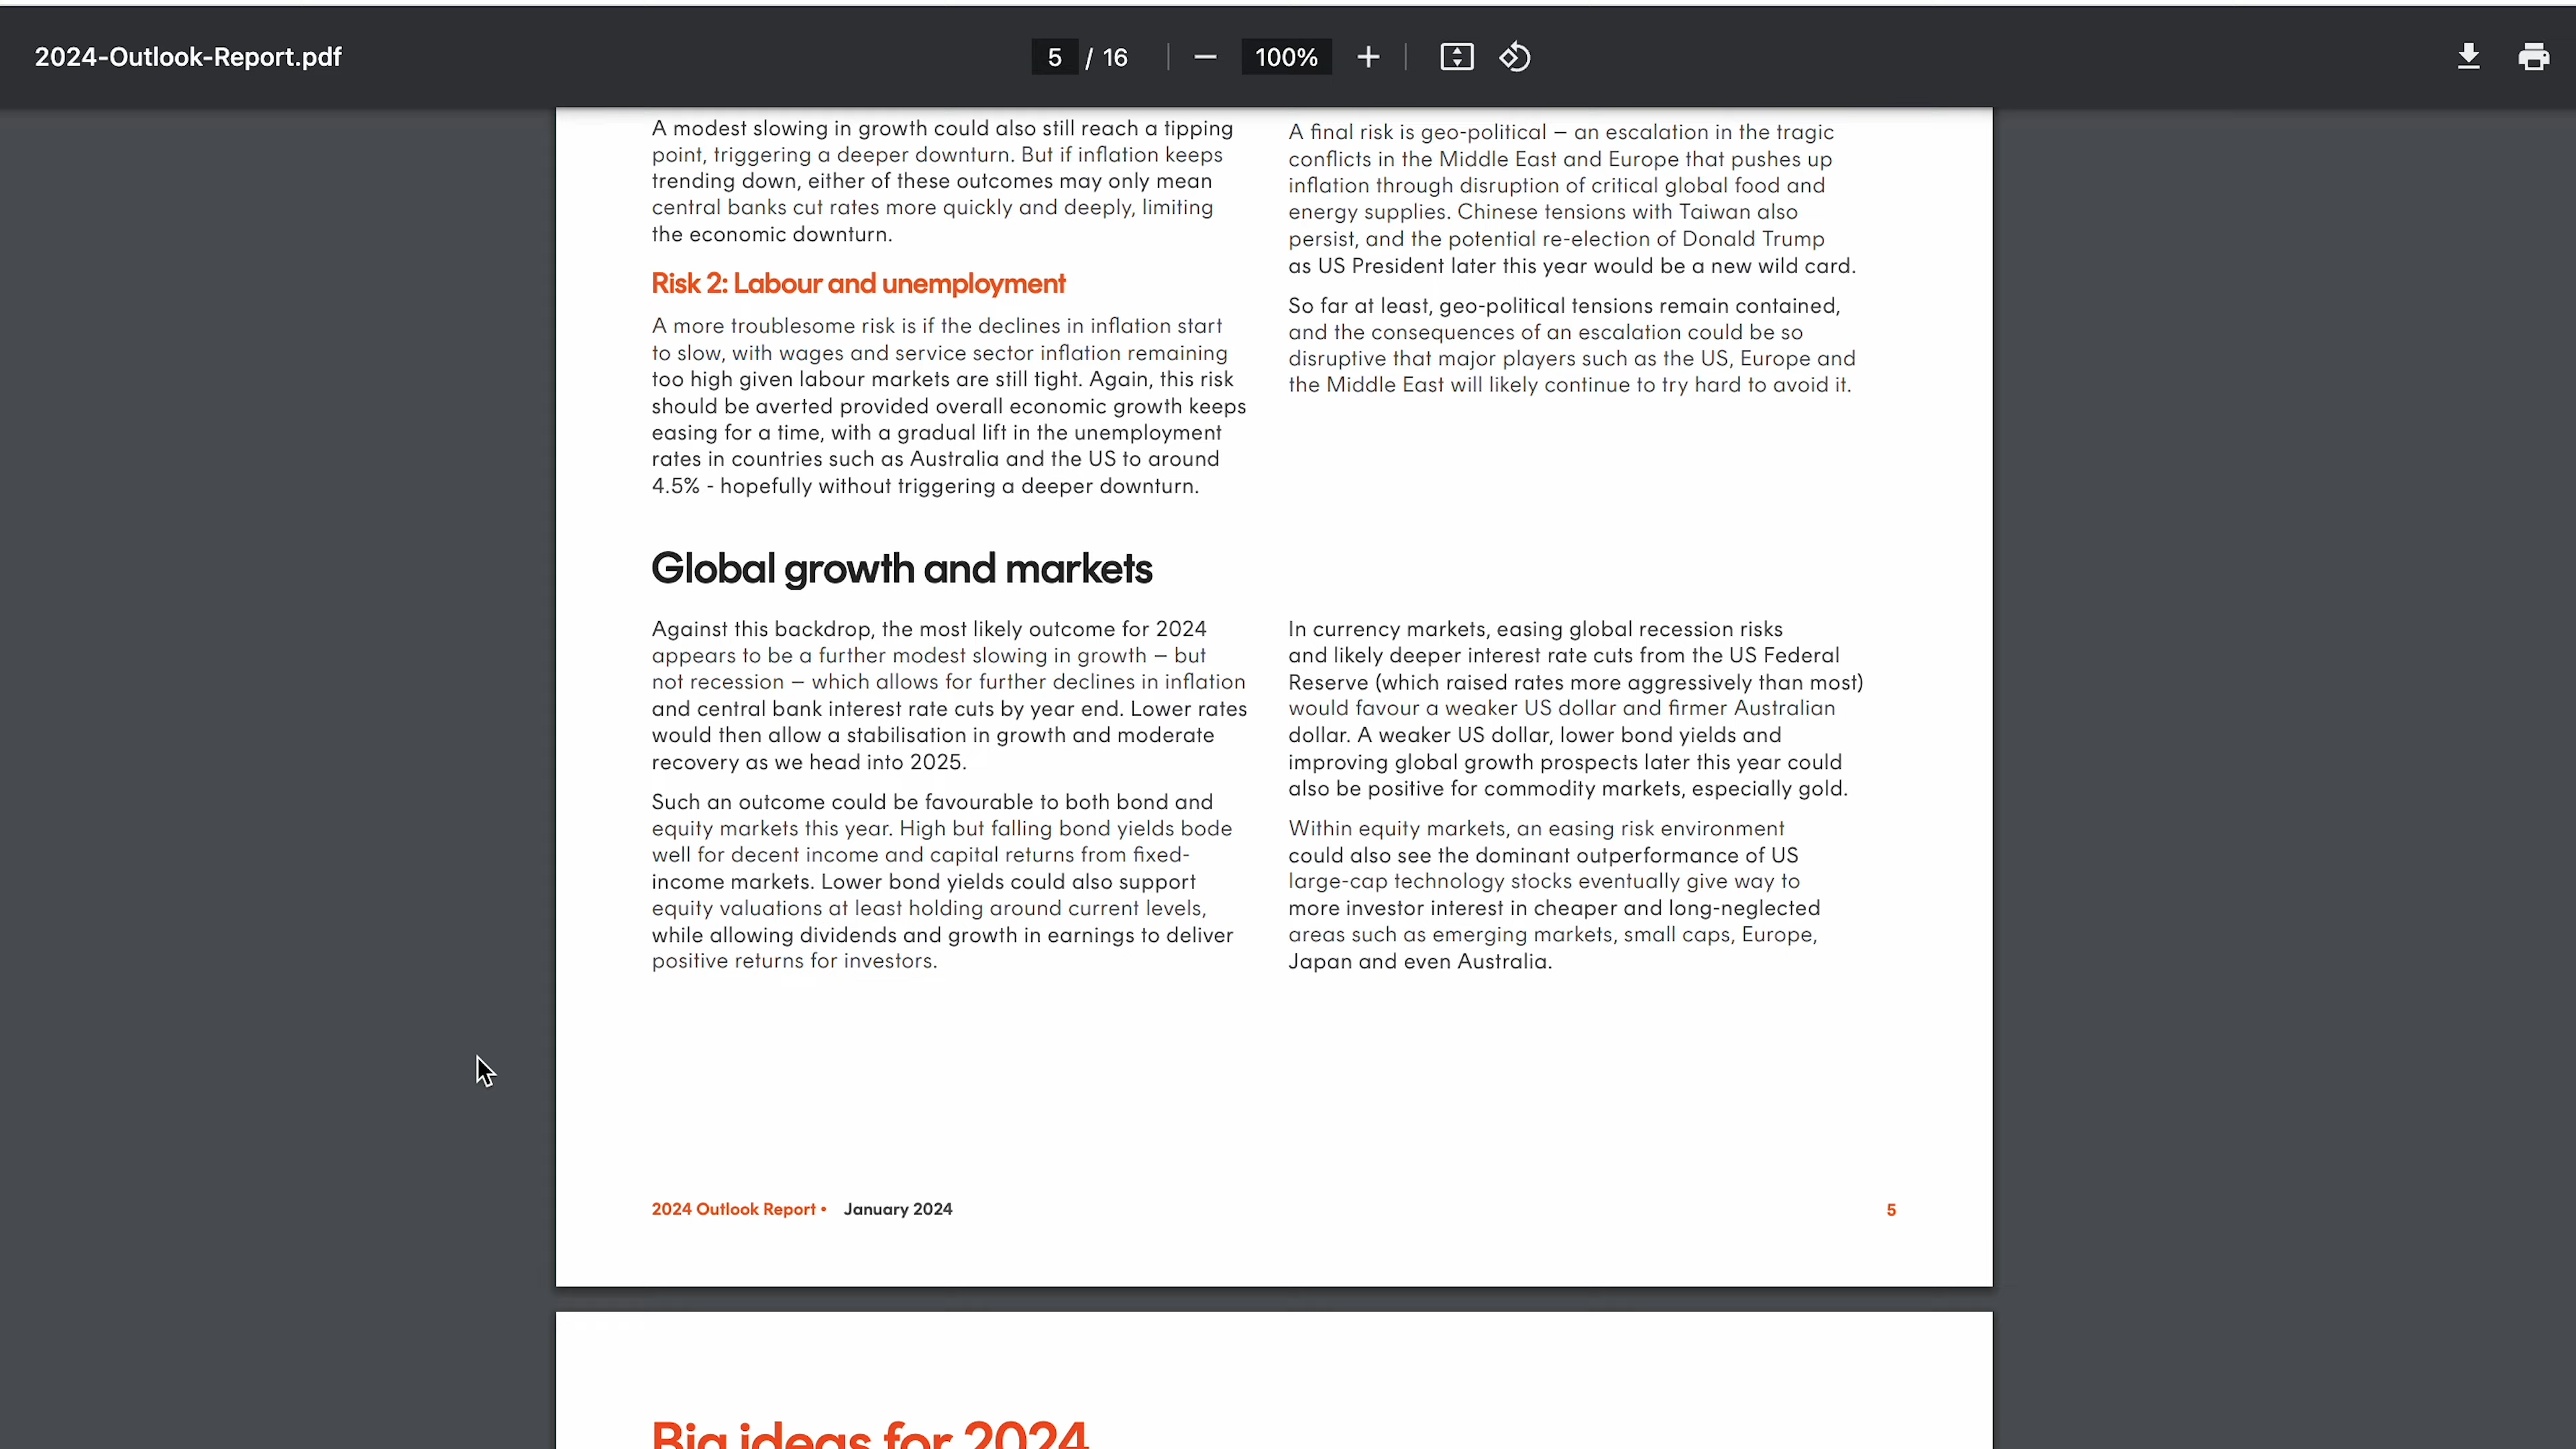 2024-Outlook-Report.pdf
5 / 16
100%
A modest slowing in growth could also still reach a tipping
point, triggering a deeper downturn. But if inflation keeps
trending down, either of these outcomes may only mean
central banks cut rates more quickly and deeply, limiting
the economic downturn.
Risk 2: Labour and unemployment
A more troublesome risk is if the declines in inflation start
to slow, with wages and service sector inflation remaining
too high given labour markets are still tight. Again, this risk
should be averted provided overall economic growth keeps
easing for a time, with a gradual lift in the unemployment
rates in countries such as Australia and the US to around
4.5% - hopefully without triggering a deeper downturn.
A final risk is geo-political – an escalation in the tragic
conflicts in the Middle East and Europe that pushes up
inflation through disruption of critical global food and
energy supplies. Chinese tensions with Taiwan also
persist, and the potential re-election of Donald Trump
as US President later this year would be a new wild card.
So far at least, geo-political tensions remain contained,
and the consequences of an escalation could be so
disruptive that major players such as the US, Europe and
the Middle East will likely continue to try hard to avoid it.
Global growth and markets
Against this backdrop, the most likely outcome for 2024
appears to be a further modest slowing in growth – but
not recession – which allows for further declines in inflation
and central bank interest rate cuts by year end. Lower rates
would then allow a stabilisation in growth and moderate
recovery as we head into 2025.
Such an outcome could be favourable to both bond and
equity markets this year. High but falling bond yields bode
well for decent income and capital returns from fixed-
income markets. Lower bond yields could also support
equity valuations at least holding around current levels,
while allowing dividends and growth in earnings to deliver
positive returns for investors.
In currency markets, easing global recession risks
and likely deeper interest rate cuts from the US Federal
Reserve (which raised rates more aggressively than most)
would favour a weaker US dollar and firmer Australian
dollar. A weaker US dollar, lower bond yields and
improving global growth prospects later this year could
also be positive for commodity markets, especially gold.
Within equity markets, an easing risk environment
could also see the dominant outperformance of US
large-cap technology stocks eventually give way to
more investor interest in cheaper and long-neglected
areas such as emerging markets, small caps, Europe,
Japan and even Australia.
2024 Outlook Report • January 2024
5
Big ideas for 2024